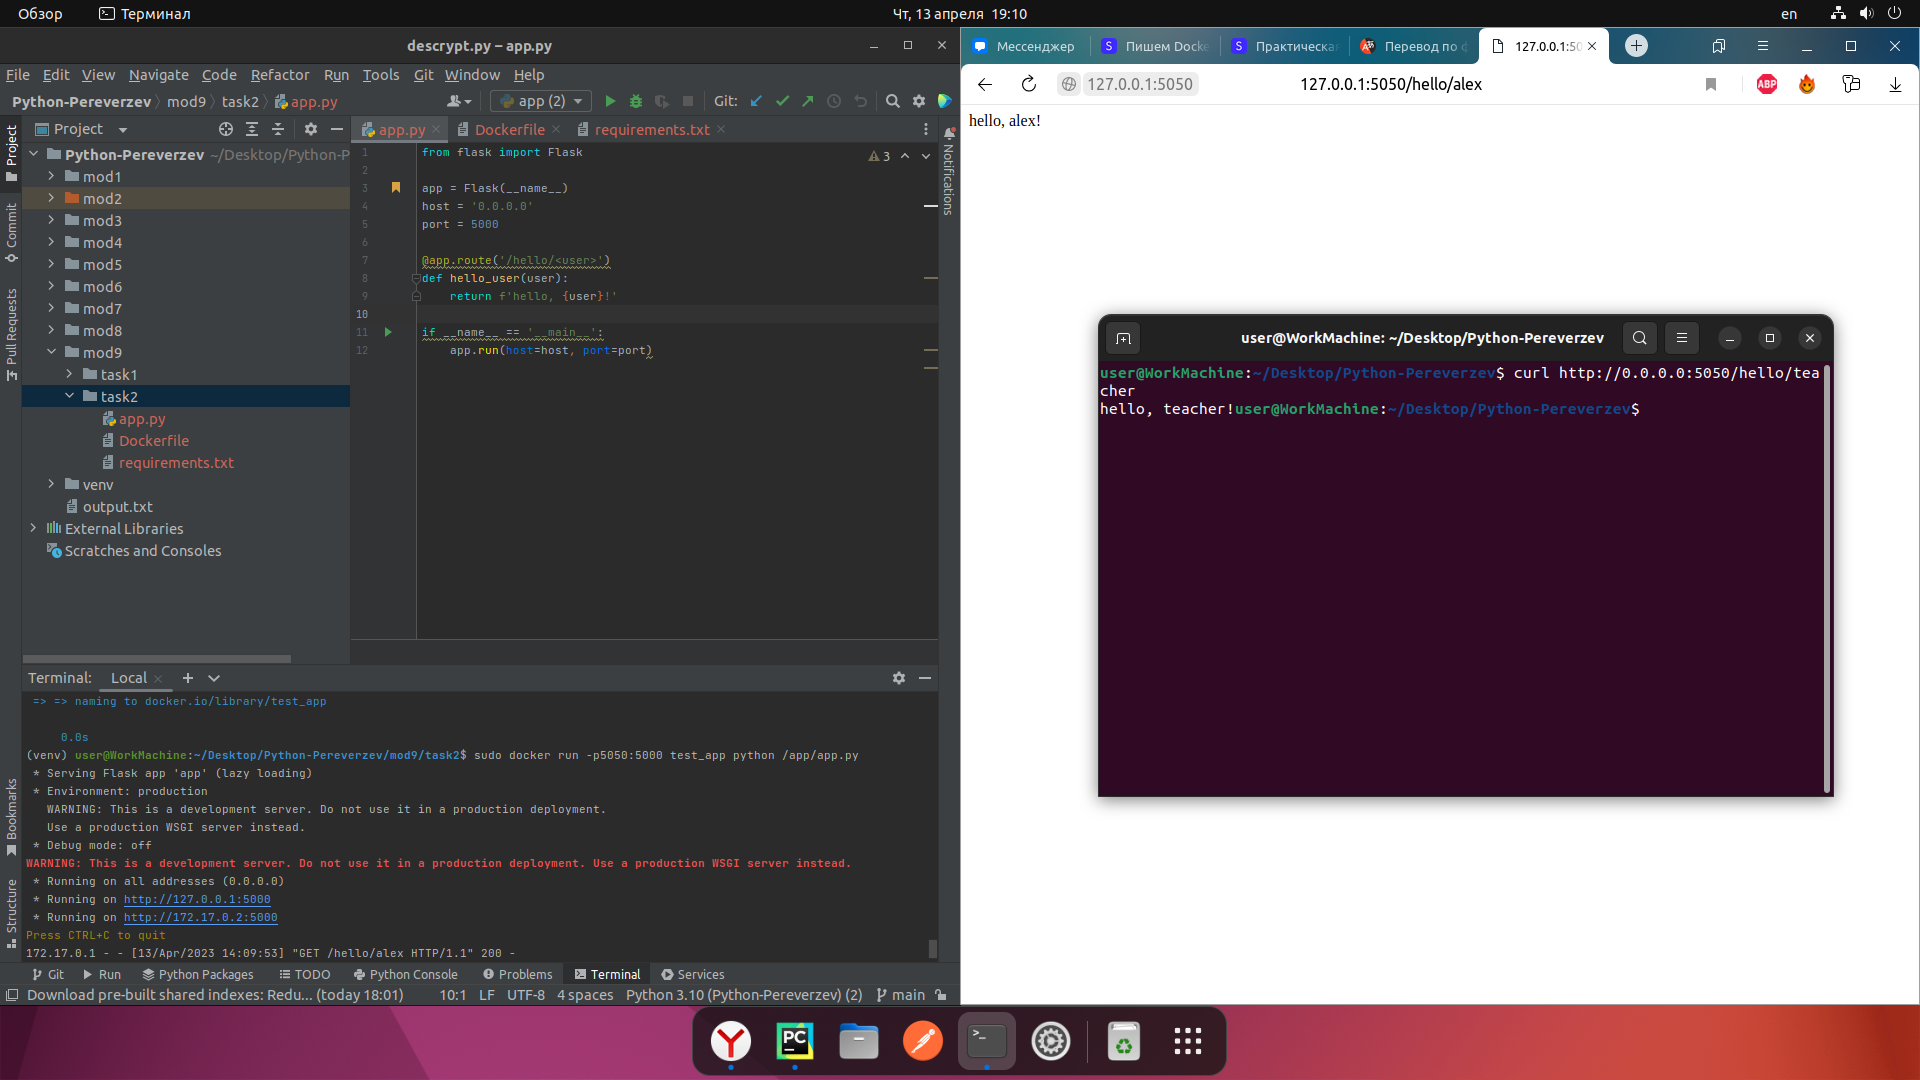 Обзор
Терминал
Чт, 13 апреля 19:10
en
descrypt.py – app.py
File Edit View Navigate Code Refactor Run Tools Git Window Help
Python-Pereverzev mod9 task2 app.py
app (2)
Git:
Project
app.py
Dockerfile
requirements.txt
Project
Commit
Pull Requests
Bookmarks
Structure
Python-Pereverzev ~/Desktop/Python-P
mod1
mod2
mod3
mod4
mod5
mod6
mod7
mod8
mod9
task1
task2
app.py
Dockerfile
requirements.txt
venv
output.txt
External Libraries
Scratches and Consoles
3
Notifications
1 from flask import Flask
2
3 app = Flask(__name__)
4 host = '0.0.0.0'
5 port = 5000
6
7 @app.route('/hello/<user>')
8 def hello_user(user):
9 return f'hello, {user}!'
10
11 if __name__ == '__main__':
12 app.run(host=host, port=port)
Terminal: Local
=> => naming to docker.io/library/test_app
0.0s
(venv) user@WorkMachine:~/Desktop/Python-Pereverzev/mod9/task2$ sudo docker run -p5050:5000 test_app python /app/app.py
* Serving Flask app 'app' (lazy loading)
* Environment: production
WARNING: This is a development server. Do not use it in a production deployment.
Use a production WSGI server instead.
* Debug mode: off
WARNING: This is a development server. Do not use it in a production deployment. Use a production WSGI server instead.
* Running on all addresses (0.0.0.0)
* Running on http://127.0.0.1:5000
* Running on http://172.17.0.2:5000
Press CTRL+C to quit
172.17.0.1 - - [13/Apr/2023 14:09:53] "GET /hello/alex HTTP/1.1" 200 -
Git Run Python Packages TODO Python Console Problems Terminal Services
Download pre-built shared indexes: Redu... (today 18:01) 10:1 LF UTF-8 4 spaces Python 3.10 (Python-Pereverzev) (2) main
Мессенджер
S Пишем Docke
S Практическая
Перевод по ф
127.0.0.1:50
127.0.0.1:5050
127.0.0.1:5050/hello/alex
ABP
hello, alex!
user@WorkMachine: ~/Desktop/Python-Pereverzev
user@WorkMachine:~/Desktop/Python-Pereverzev$ curl http://0.0.0.0:5050/hello/tea
cher
hello, teacher!user@WorkMachine:~/Desktop/Python-Pereverzev$
Y
PC
>_